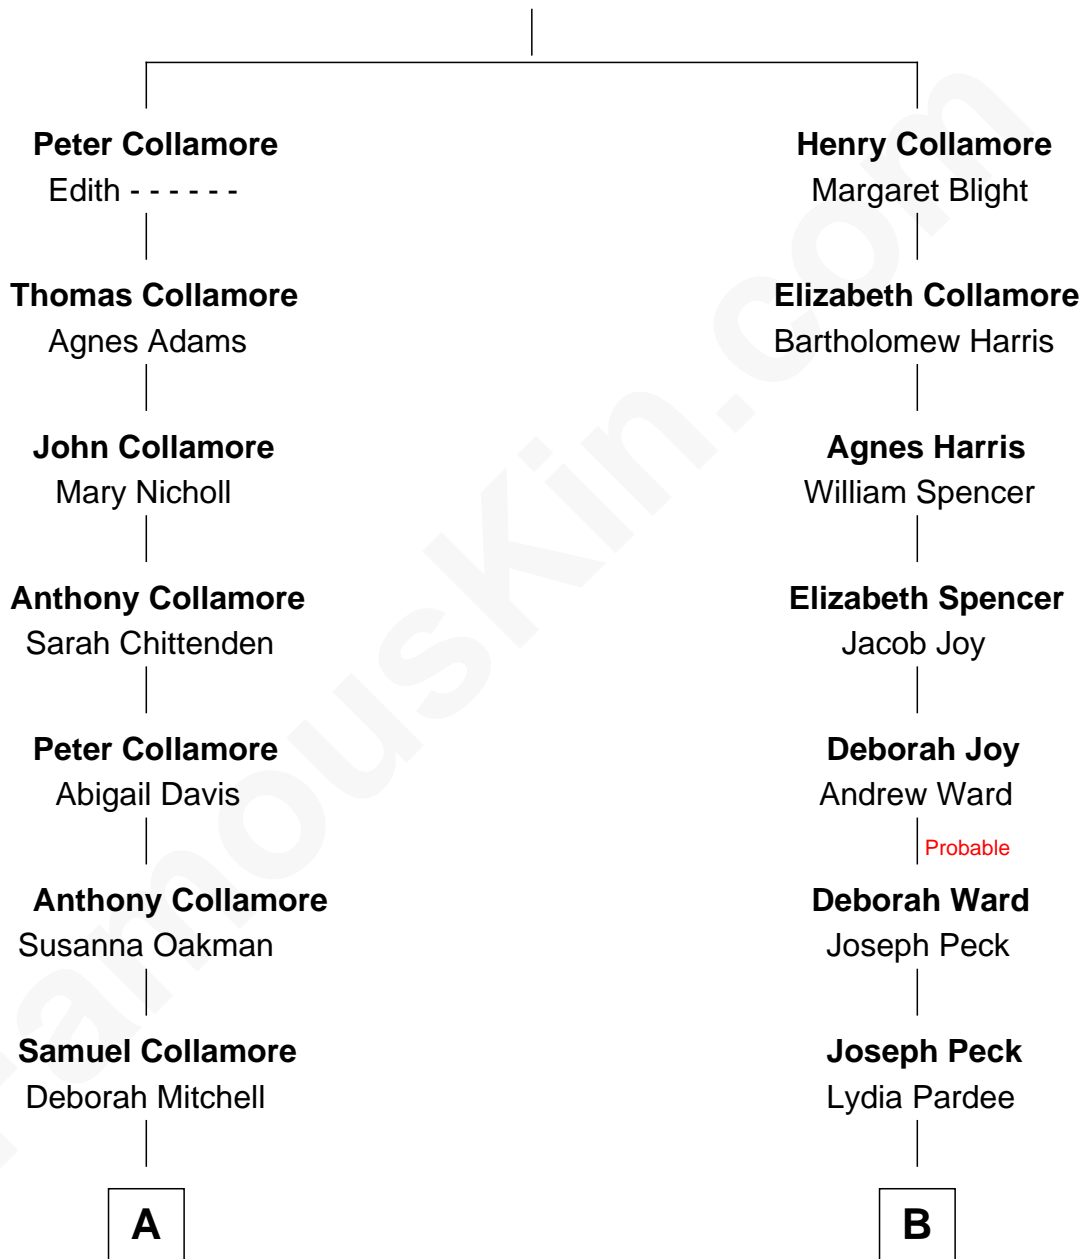 Peter Collamore
Edith - - - - - -
Thomas Collamore
Agnes Adams
John Collamore
Mary Nicholl
Anthony Collamore
Sarah Chittenden
Peter Collamore
Abigail Davis
Anthony Collamore
Susanna Oakman
Samuel Collamore
Deborah Mitchell
A
Henry Collamore
Margaret Blight
Elizabeth Collamore
Bartholomew Harris
Agnes Harris
William Spencer
Elizabeth Spencer
Jacob Joy
Deborah Joy
Andrew Ward
Probable
Deborah Ward
Joseph Peck
Joseph Peck
Lydia Pardee
B
FamousKin.com